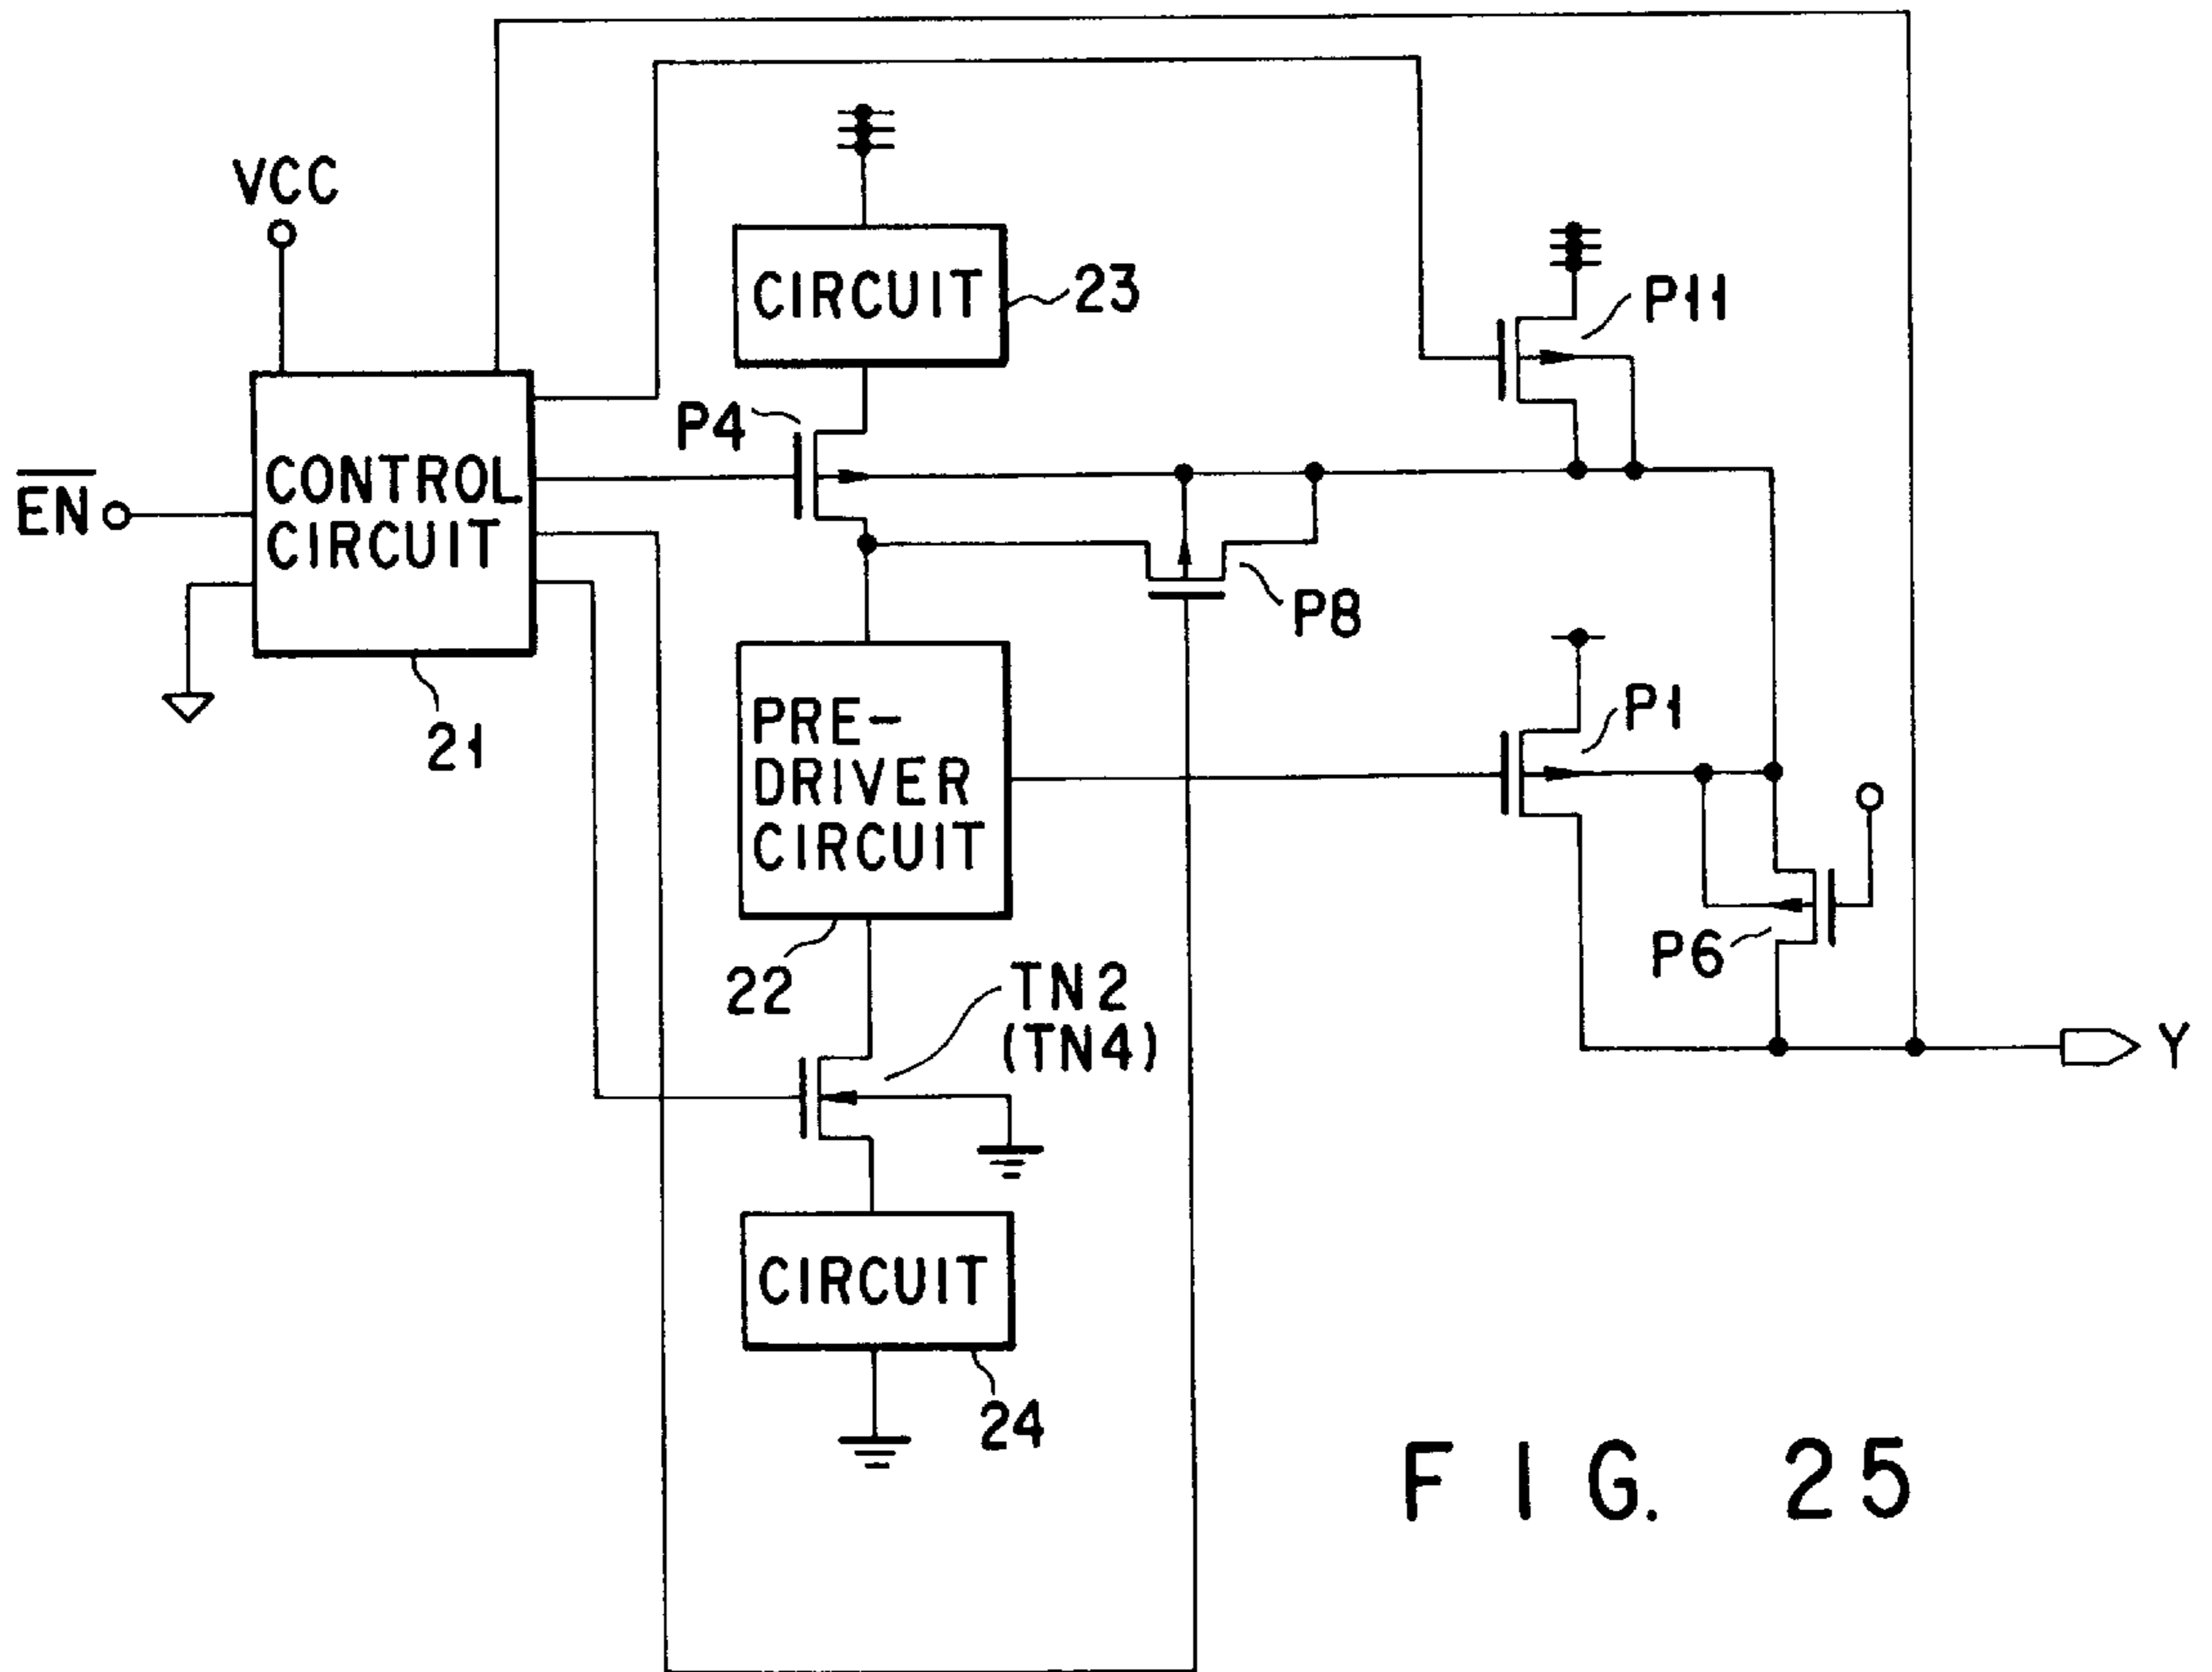 VCC
CIRCUIT
23
P11
P4
EN
CONTROL
CIRCUIT
P8
21
PRE-
DRIVER
CIRCUIT
P1
22
P6
TN2
(TN4)
Y
CIRCUIT
24
FIG. 25